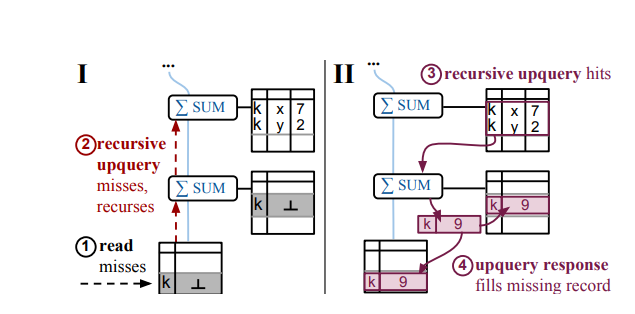 I
...
∑ SUM
k x 7
k y 2
2 recursive
upquery
misses,
recurses
∑ SUM
k ⊥
1 read
misses
k ⊥
II
...
3 recursive upquery hits
∑ SUM
k x 7
k y 2
∑ SUM
k 9
k 9
4 upquery response
fills missing record
k 9